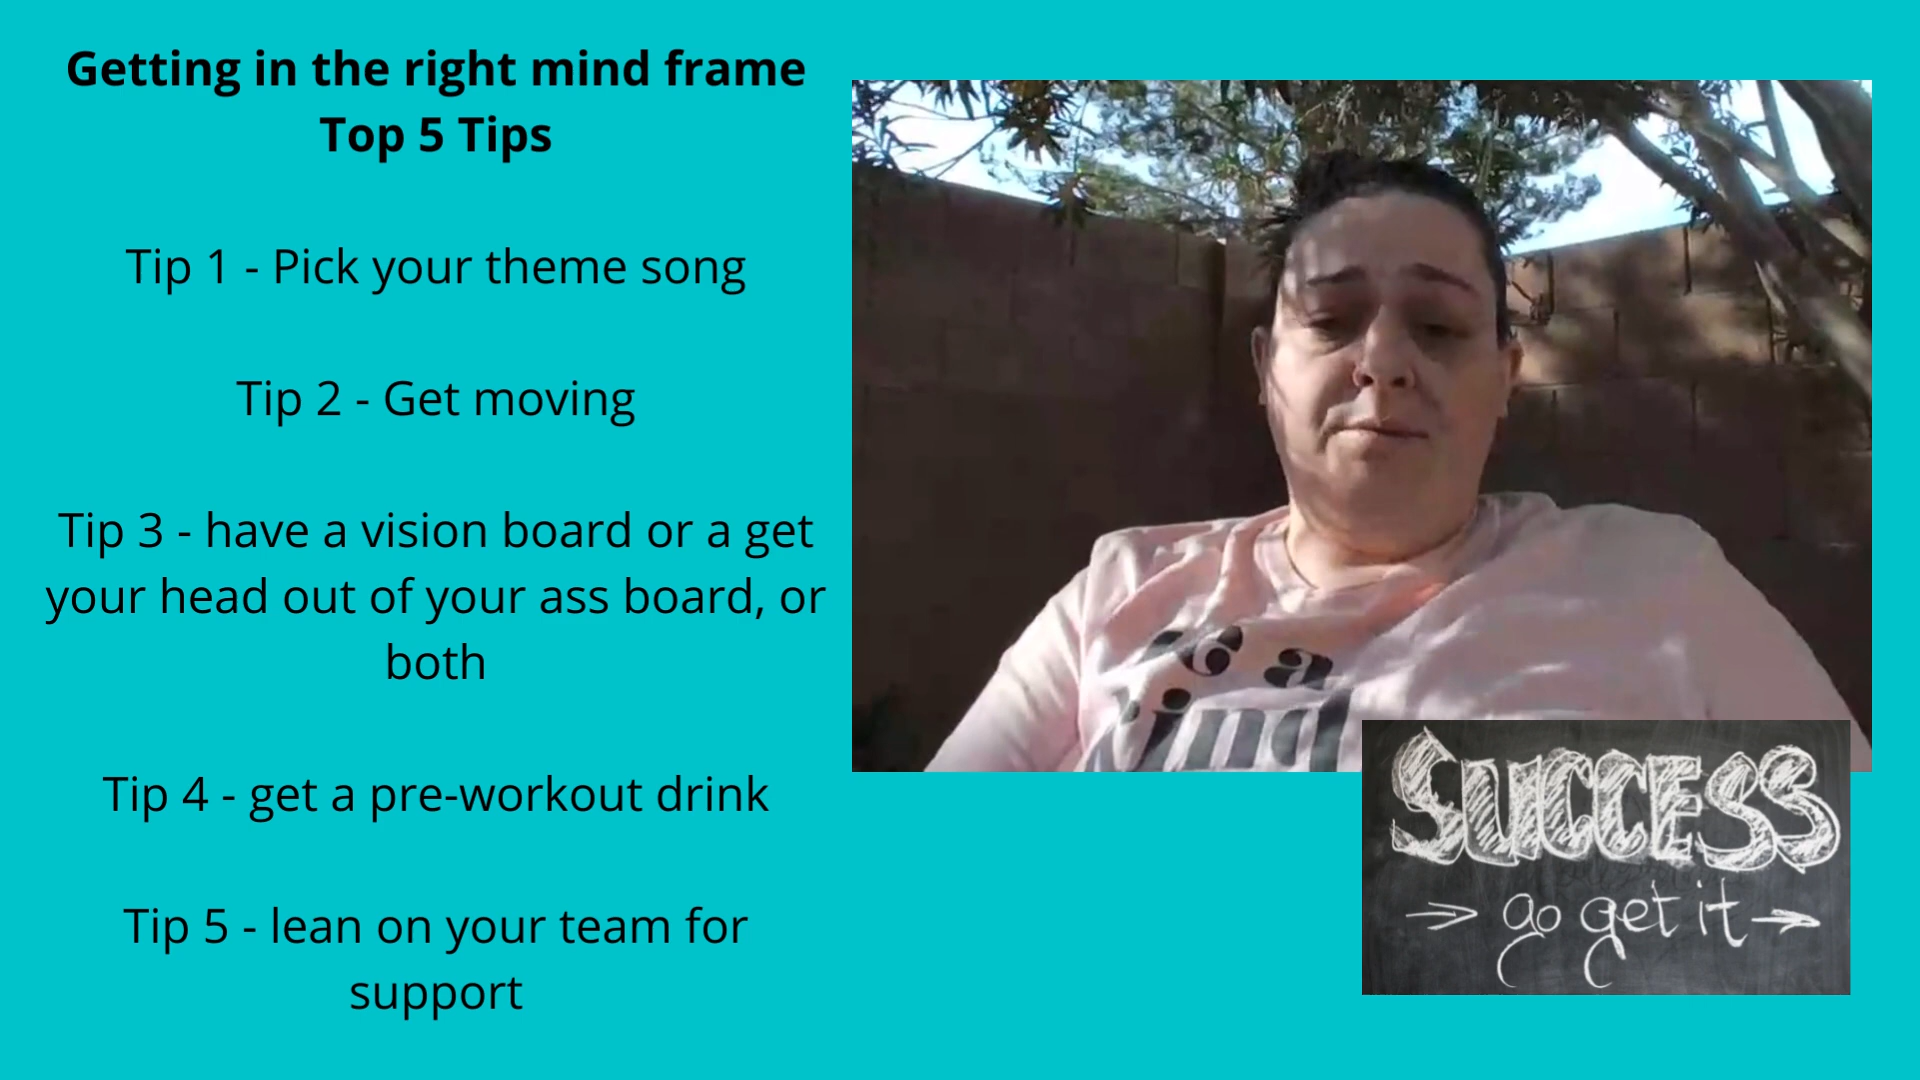 Getting in the right mind frame
Top 5 Tips
Tip 1 - Pick your theme song
Tip 2 - Get moving
Tip 3 - have a vision board or a get
your head out of your ass board, or
both
Tip 4 - get a pre-workout drink
Tip 5 - lean on your team for
support
a
SUCCESS
go get it